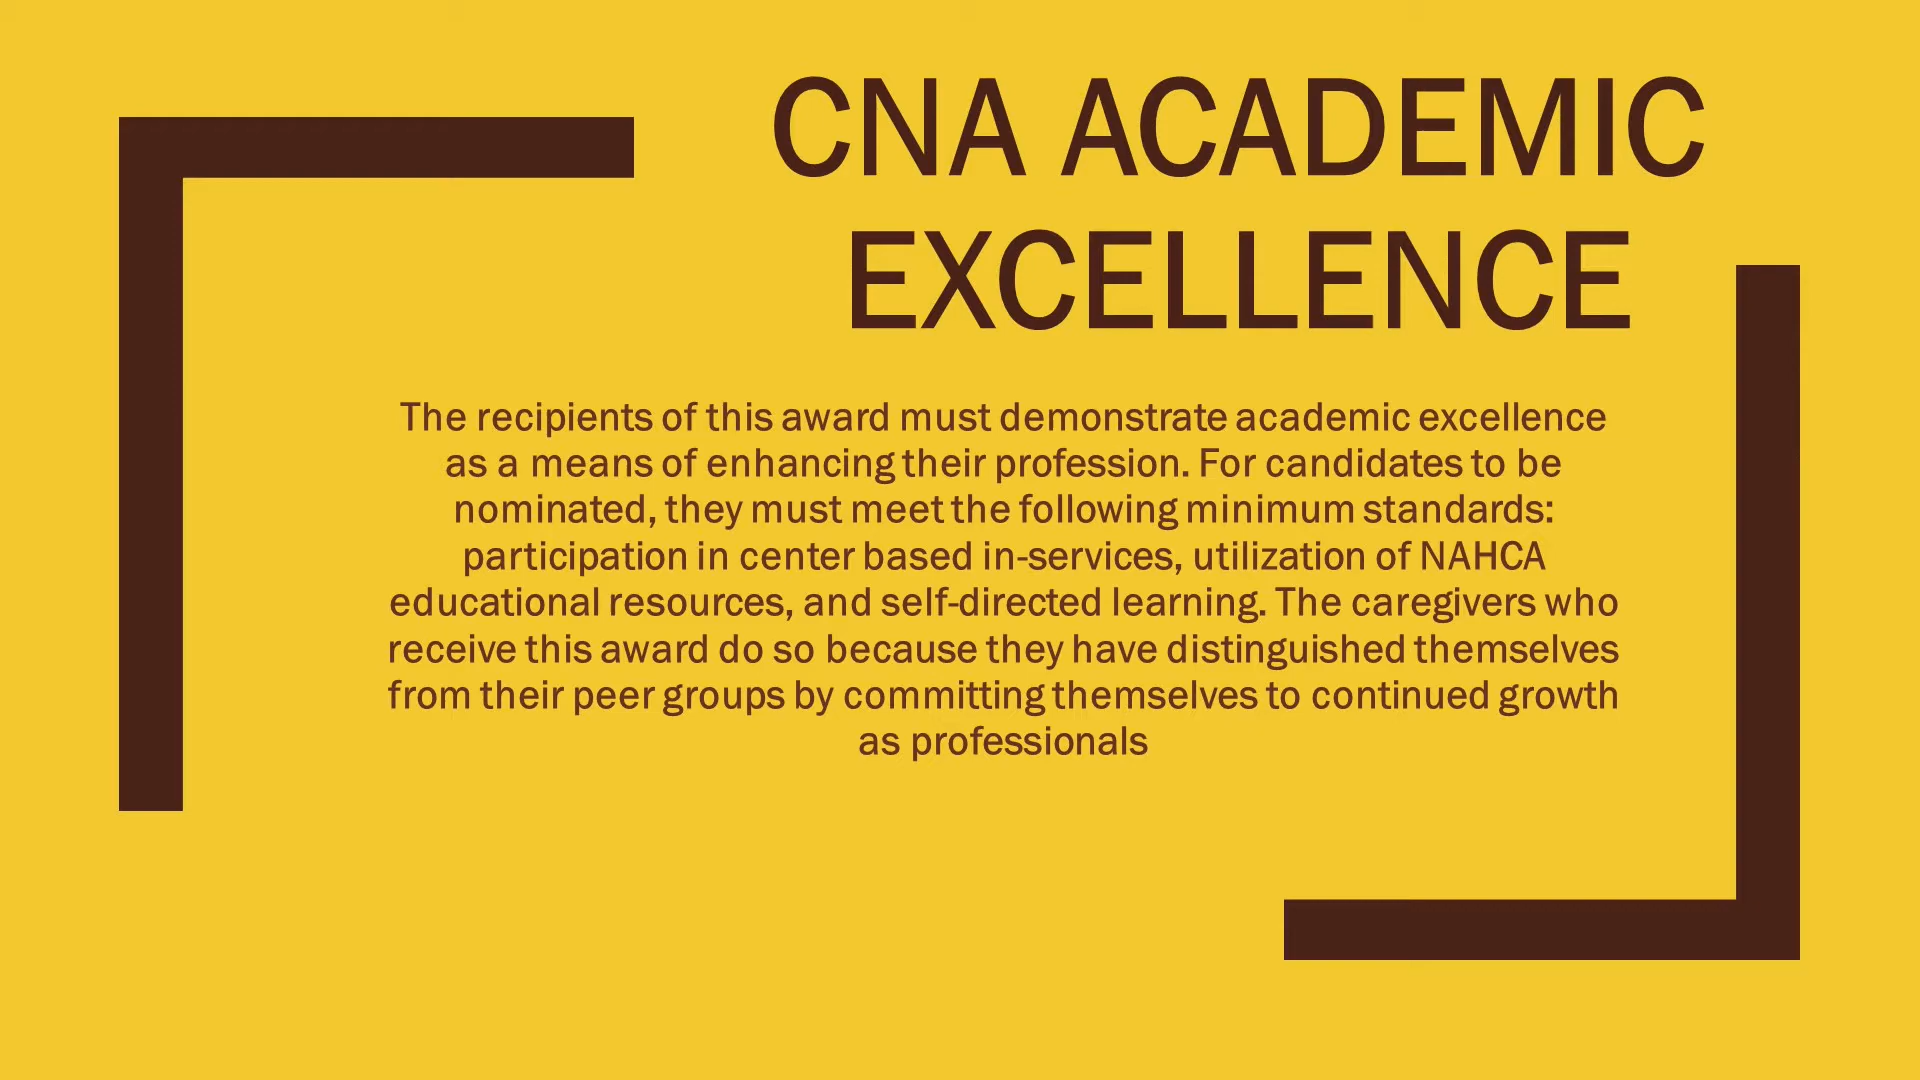 CNA ACADEMIC
EXCELLENCE
The recipients of this award must demonstrate academic excellence
as a means of enhancing their profession. For candidates to be
nominated, they must meet the following minimum standards:
participation in center based in-services, utilization of NAHCA
educational resources, and self-directed learning. The caregivers who
receive this award do so because they have distinguished themselves
from their peer groups by committing themselves to continued growth
as professionals